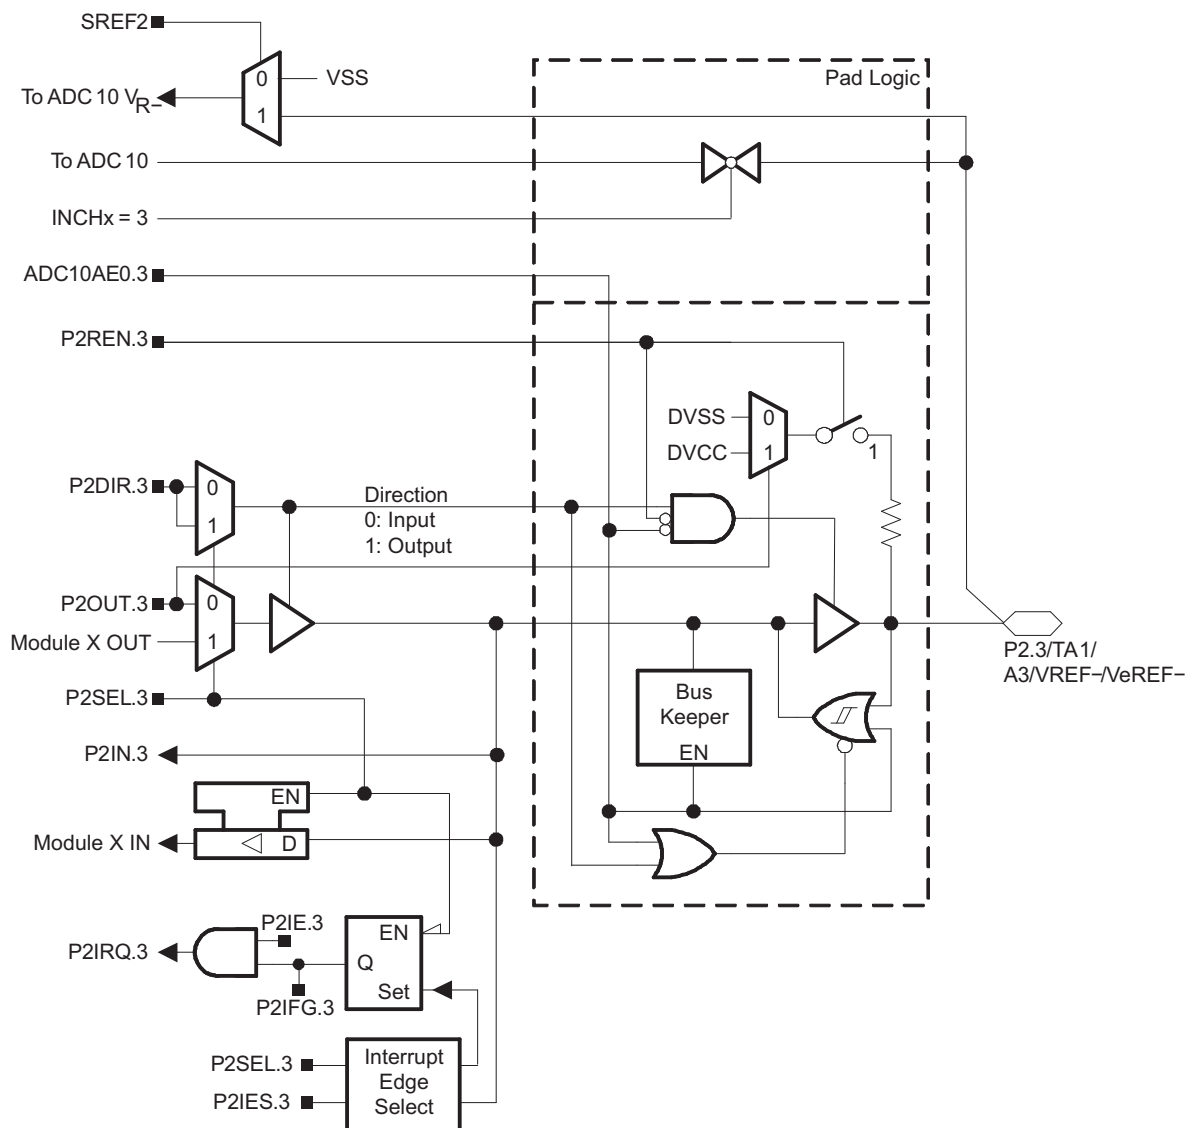 SREF2
0
VSS
To ADC 10 VR−
1
Pad Logic
To ADC 10
INCHx = 3
ADC10AE0.3
P2REN.3
DVSS
0
DVCC
1
1
P2DIR.3
0
1
Direction
0: Input
1: Output
P2OUT.3
0
Module X OUT
1
P2.3/TA1/
A3/VREF−/VeREF−
P2SEL.3
Bus
Keeper
EN
P2IN.3
EN
Module X IN
D
P2IE.3
P2IRQ.3
EN
Q
Set
P2IFG.3
P2SEL.3
P2IES.3
Interrupt
Edge
Select